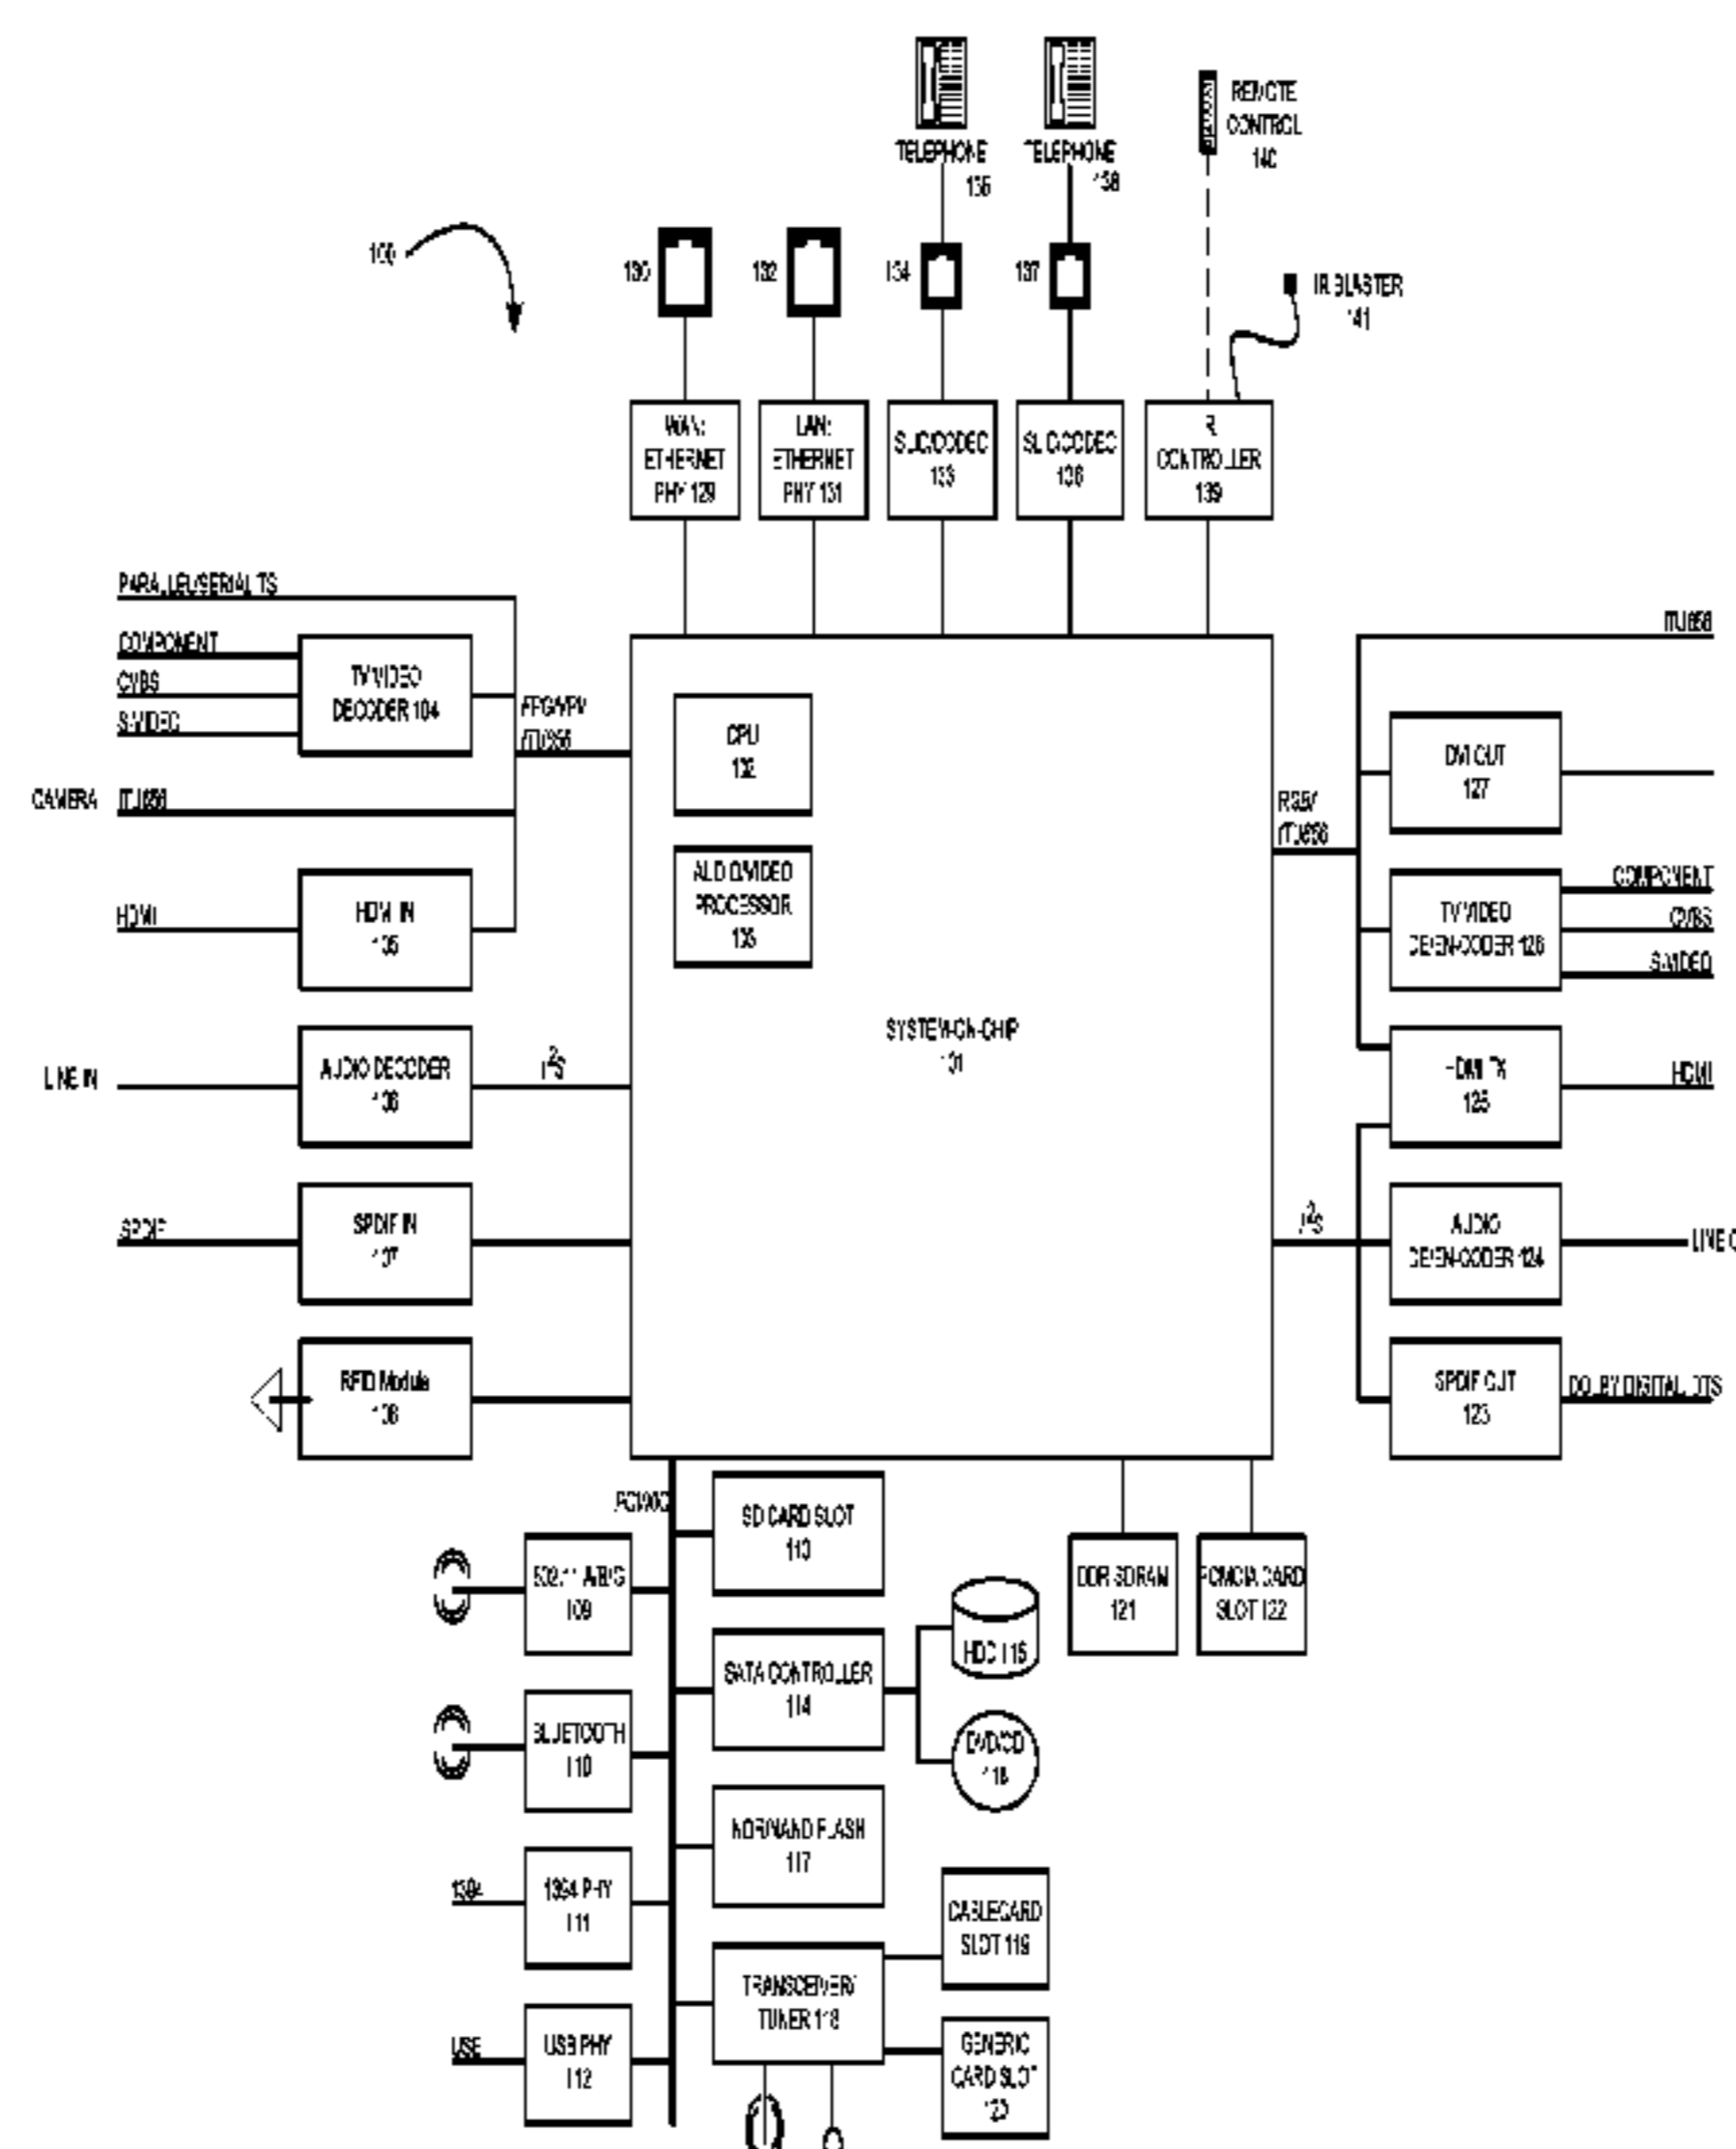 TELEPHONE
TELEPHONE
138
REMOTE
CONTROL
140
100
130
132
134
137
IR BLASTER
141
WAN:
ETHERNET
PHY 129
LAN:
ETHERNET
PHY 131
SLIC/CODEC
133
SLIC/CODEC
136
CONTROLLER
139
PARALLEL/SERIAL TS
COMPONENT
CVBS
S-VIDEO
TV VIDEO
DECODER 104
CPU
102
CAMERA
ITU656
AUDIO/VIDEO
PROCESSOR
HDMI
HDMI IN
105
SYSTEM-ON-CHIP
101
LINE IN
AUDIO DECODER
106
I2S
SPDIF
SPDIF IN
107
RFID Module
108
ITU656
DVI OUT
127
RGB/
ITU656
TV VIDEO
DE/EN-CODER 126
COMPONENT
CVBS
S-VIDEO
HDMI TX
125
HDMI
I2S
AUDIO
DE/EN-CODER 124
SPDIF OUT
123
DOLBY DIGITAL, DTS
SD CARD SLOT
113
802.11 A/B/G
109
DDR SDRAM
121
PCMCIA CARD
SLOT 122
SATA CONTROLLER
114
HDD 115
BLUETOOTH
110
DVD/CD
116
NOR/NAND FLASH
117
1394
1394 PHY
111
CABLECARD
SLOT 119
TRANSCEIVER/
TUNER 118
USB PHY
112
GENERIC
CARD SLOT
120